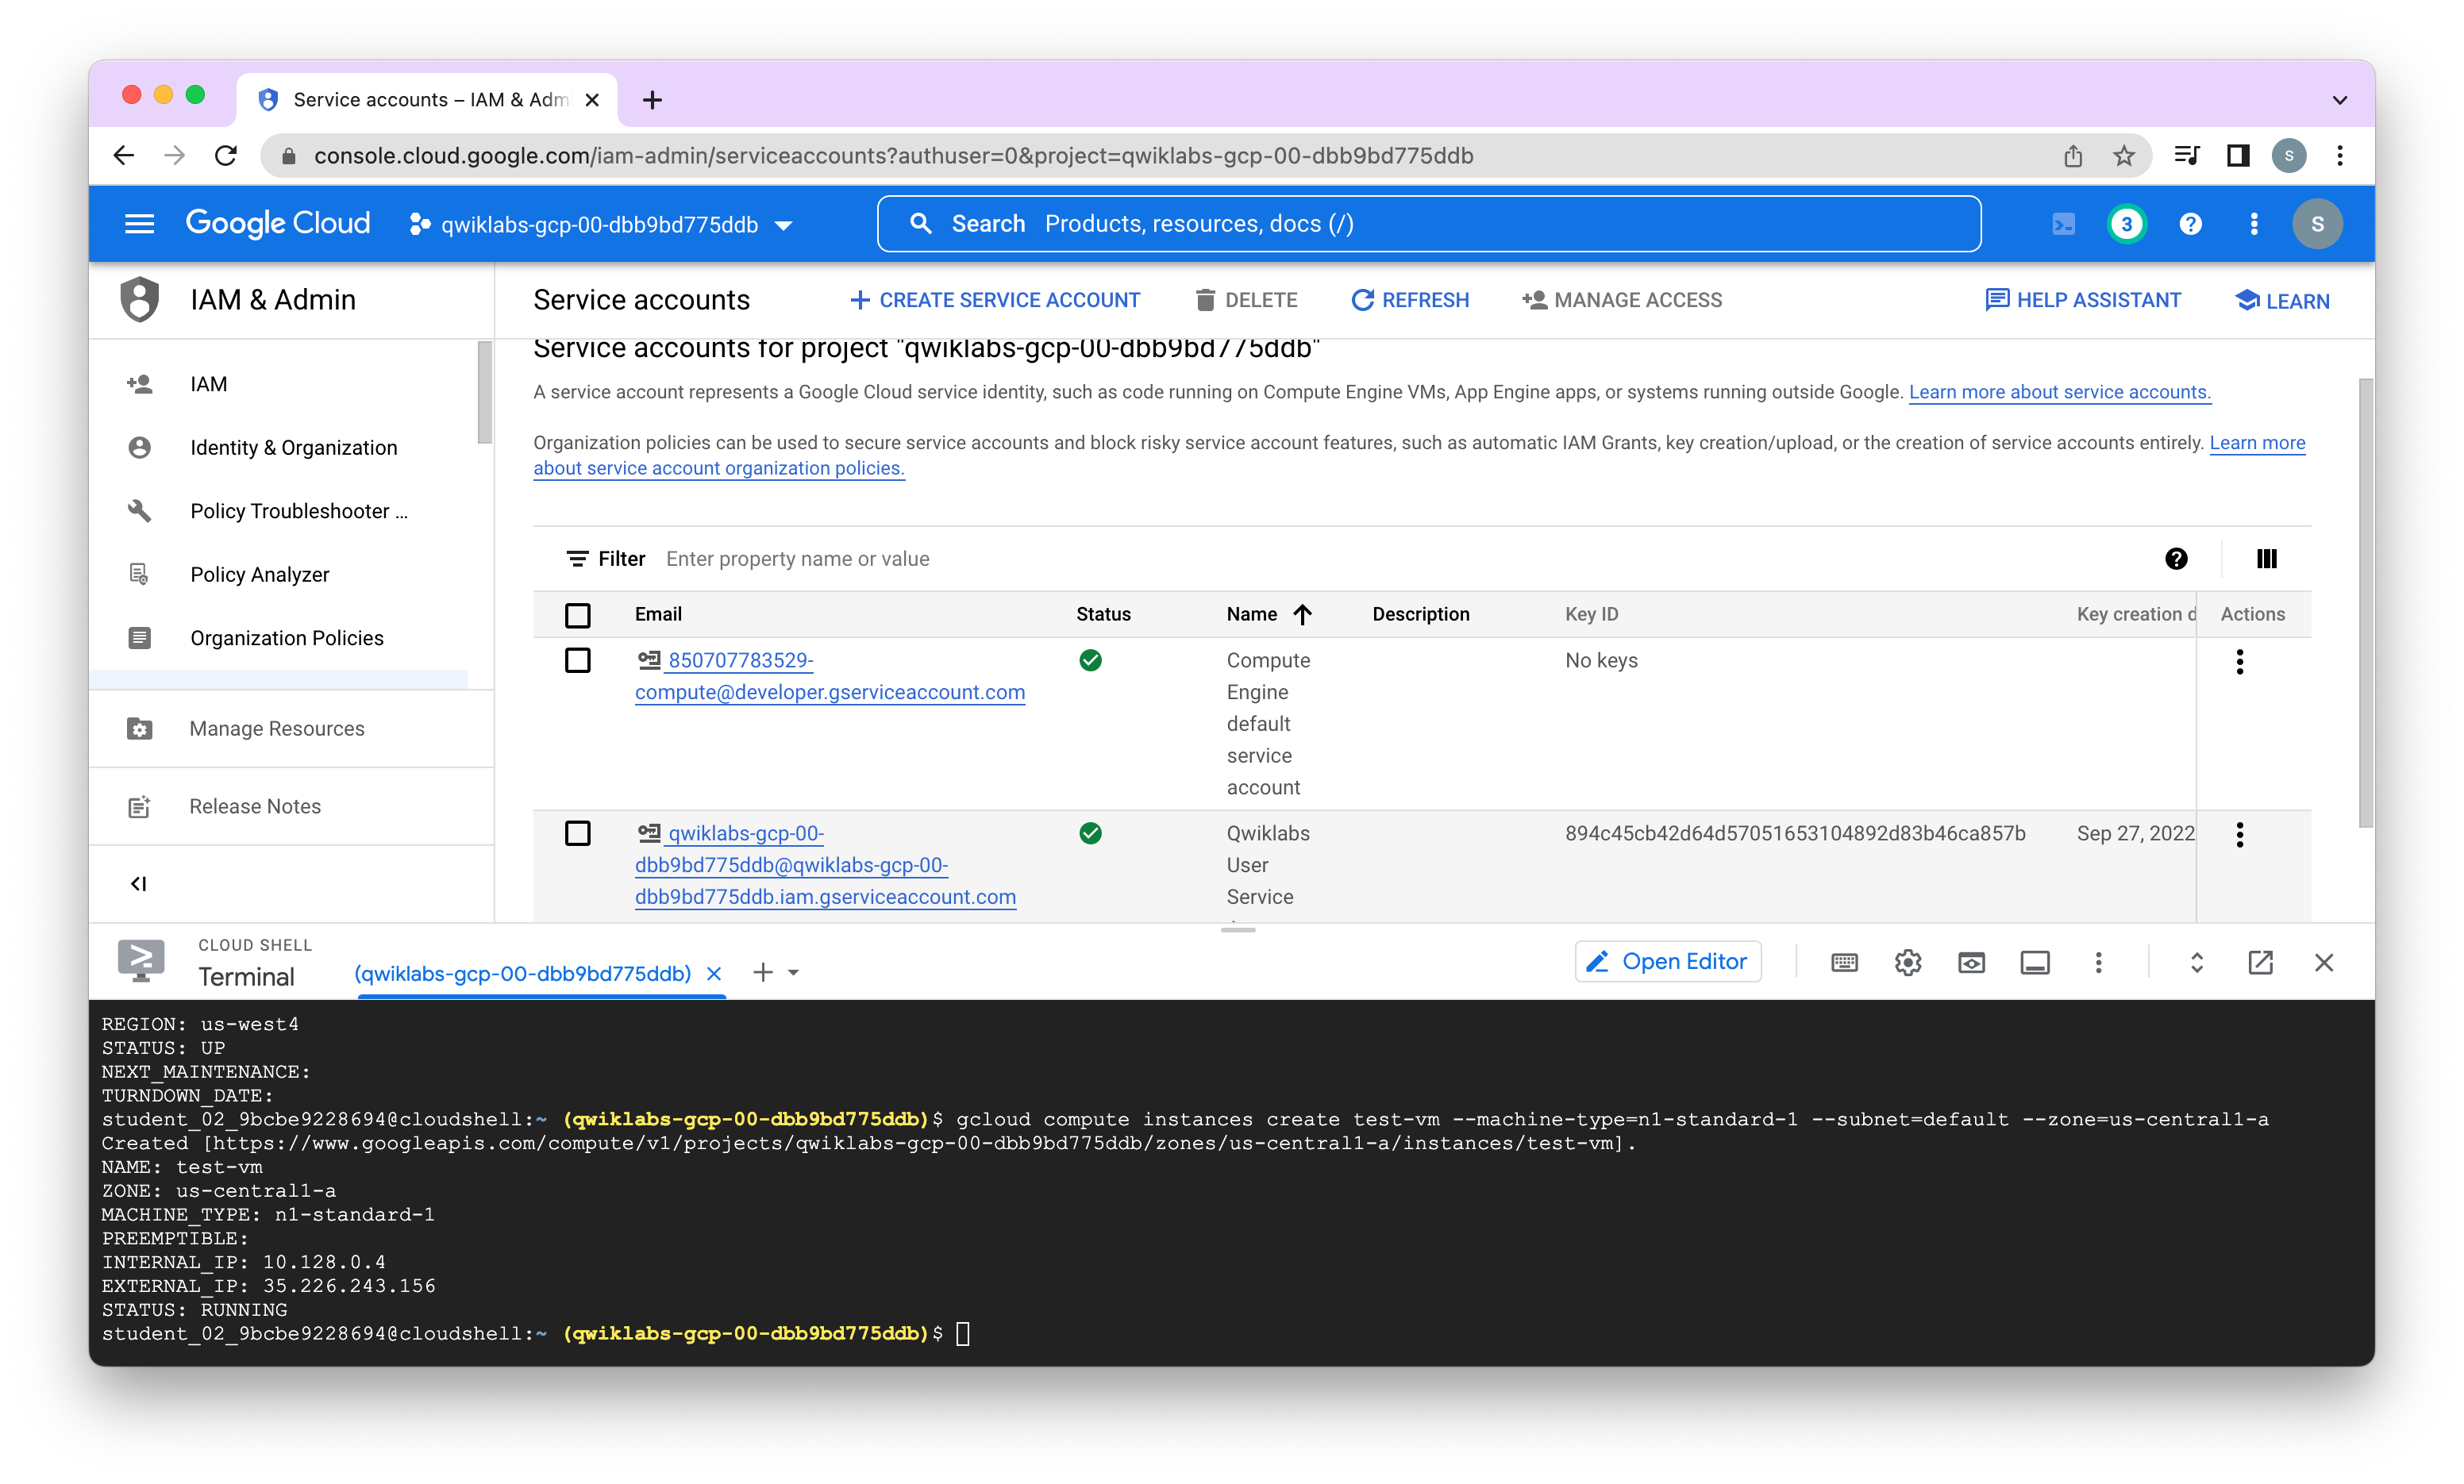 Service accounts – IAM & Adm
console.cloud.google.com/iam-admin/serviceaccounts?authuser=0&project=qwiklabs-gcp-00-dbb9bd775ddb
S
Google Cloud
qwiklabs-gcp-00-dbb9bd775ddb
Search Products, resources, docs (/)
3
S
IAM & Admin
Service accounts
CREATE SERVICE ACCOUNT
DELETE
REFRESH
MANAGE ACCESS
HELP ASSISTANT
LEARN
IAM
Identity & Organization
Policy Troubleshooter ...
Policy Analyzer
Organization Policies
Manage Resources
Release Notes
Service accounts for project "qwiklabs-gcp-00-dbb9bd775ddb"
A service account represents a Google Cloud service identity, such as code running on Compute Engine VMs, App Engine apps, or systems running outside Google. Learn more about service accounts.
Organization policies can be used to secure service accounts and block risky service account features, such as automatic IAM Grants, key creation/upload, or the creation of service accounts entirely. Learn more
about service account organization policies.
Filter Enter property name or value
Email Status Name Description Key ID Key creation d Actions
850707783529-
compute@developer.gserviceaccount.com
Compute
Engine
default
service
account
No keys
qwiklabs-gcp-00-
dbb9bd775ddb@qwiklabs-gcp-00-
dbb9bd775ddb.iam.gserviceaccount.com
Qwiklabs
User
Service
894c45cb42d64d57051653104892d83b46ca857b
Sep 27, 2022
CLOUD SHELL
Terminal
(qwiklabs-gcp-00-dbb9bd775ddb)
Open Editor
REGION: us-west4
STATUS: UP
NEXT_MAINTENANCE:
TURNDOWN_DATE:
student_02_9bcbe9228694@cloudshell:~ (qwiklabs-gcp-00-dbb9bd775ddb)$ gcloud compute instances create test-vm --machine-type=n1-standard-1 --subnet=default --zone=us-central1-a
Created [https://www.googleapis.com/compute/v1/projects/qwiklabs-gcp-00-dbb9bd775ddb/zones/us-central1-a/instances/test-vm].
NAME: test-vm
ZONE: us-central1-a
MACHINE_TYPE: n1-standard-1
PREEMPTIBLE:
INTERNAL_IP: 10.128.0.4
EXTERNAL_IP: 35.226.243.156
STATUS: RUNNING
student_02_9bcbe9228694@cloudshell:~ (qwiklabs-gcp-00-dbb9bd775ddb)$